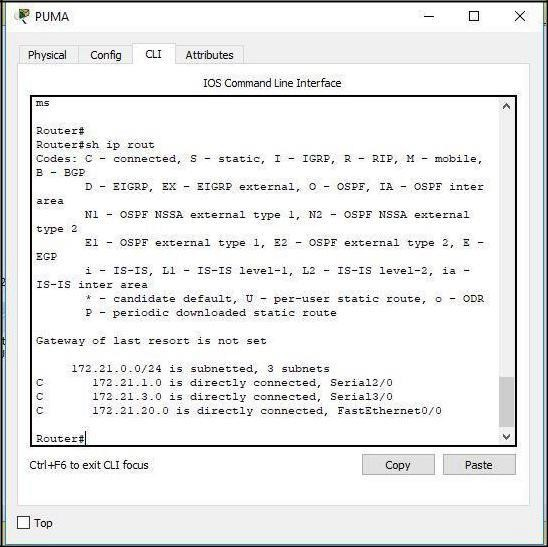 PUMA
Physical Config CLI Attributes
IOS Command Line Interface
ms
Router#
Router#sh ip rout
Codes: C - connected, S - static, I - IGRP, R - RIP, M - mobile,
B - BGP
D - EIGRP, EX - EIGRP external, O - OSPF, IA - OSPF inter
area
N1 - OSPF NSSA external type 1, N2 - OSPF NSSA external
type 2
E1 - OSPF external type 1, E2 - OSPF external type 2, E -
EGP
i - IS-IS, L1 - IS-IS level-1, L2 - IS-IS level-2, ia -
IS-IS inter area
* - candidate default, U - per-user static route, o - ODR
P - periodic downloaded static route
Gateway of last resort is not set
172.21.0.0/24 is subnetted, 3 subnets
C 172.21.1.0 is directly connected, Serial2/0
C 172.21.3.0 is directly connected, Serial3/0
C 172.21.20.0 is directly connected, FastEthernet0/0
Router#
Ctrl+F6 to exit CLI focus
Copy Paste
Top